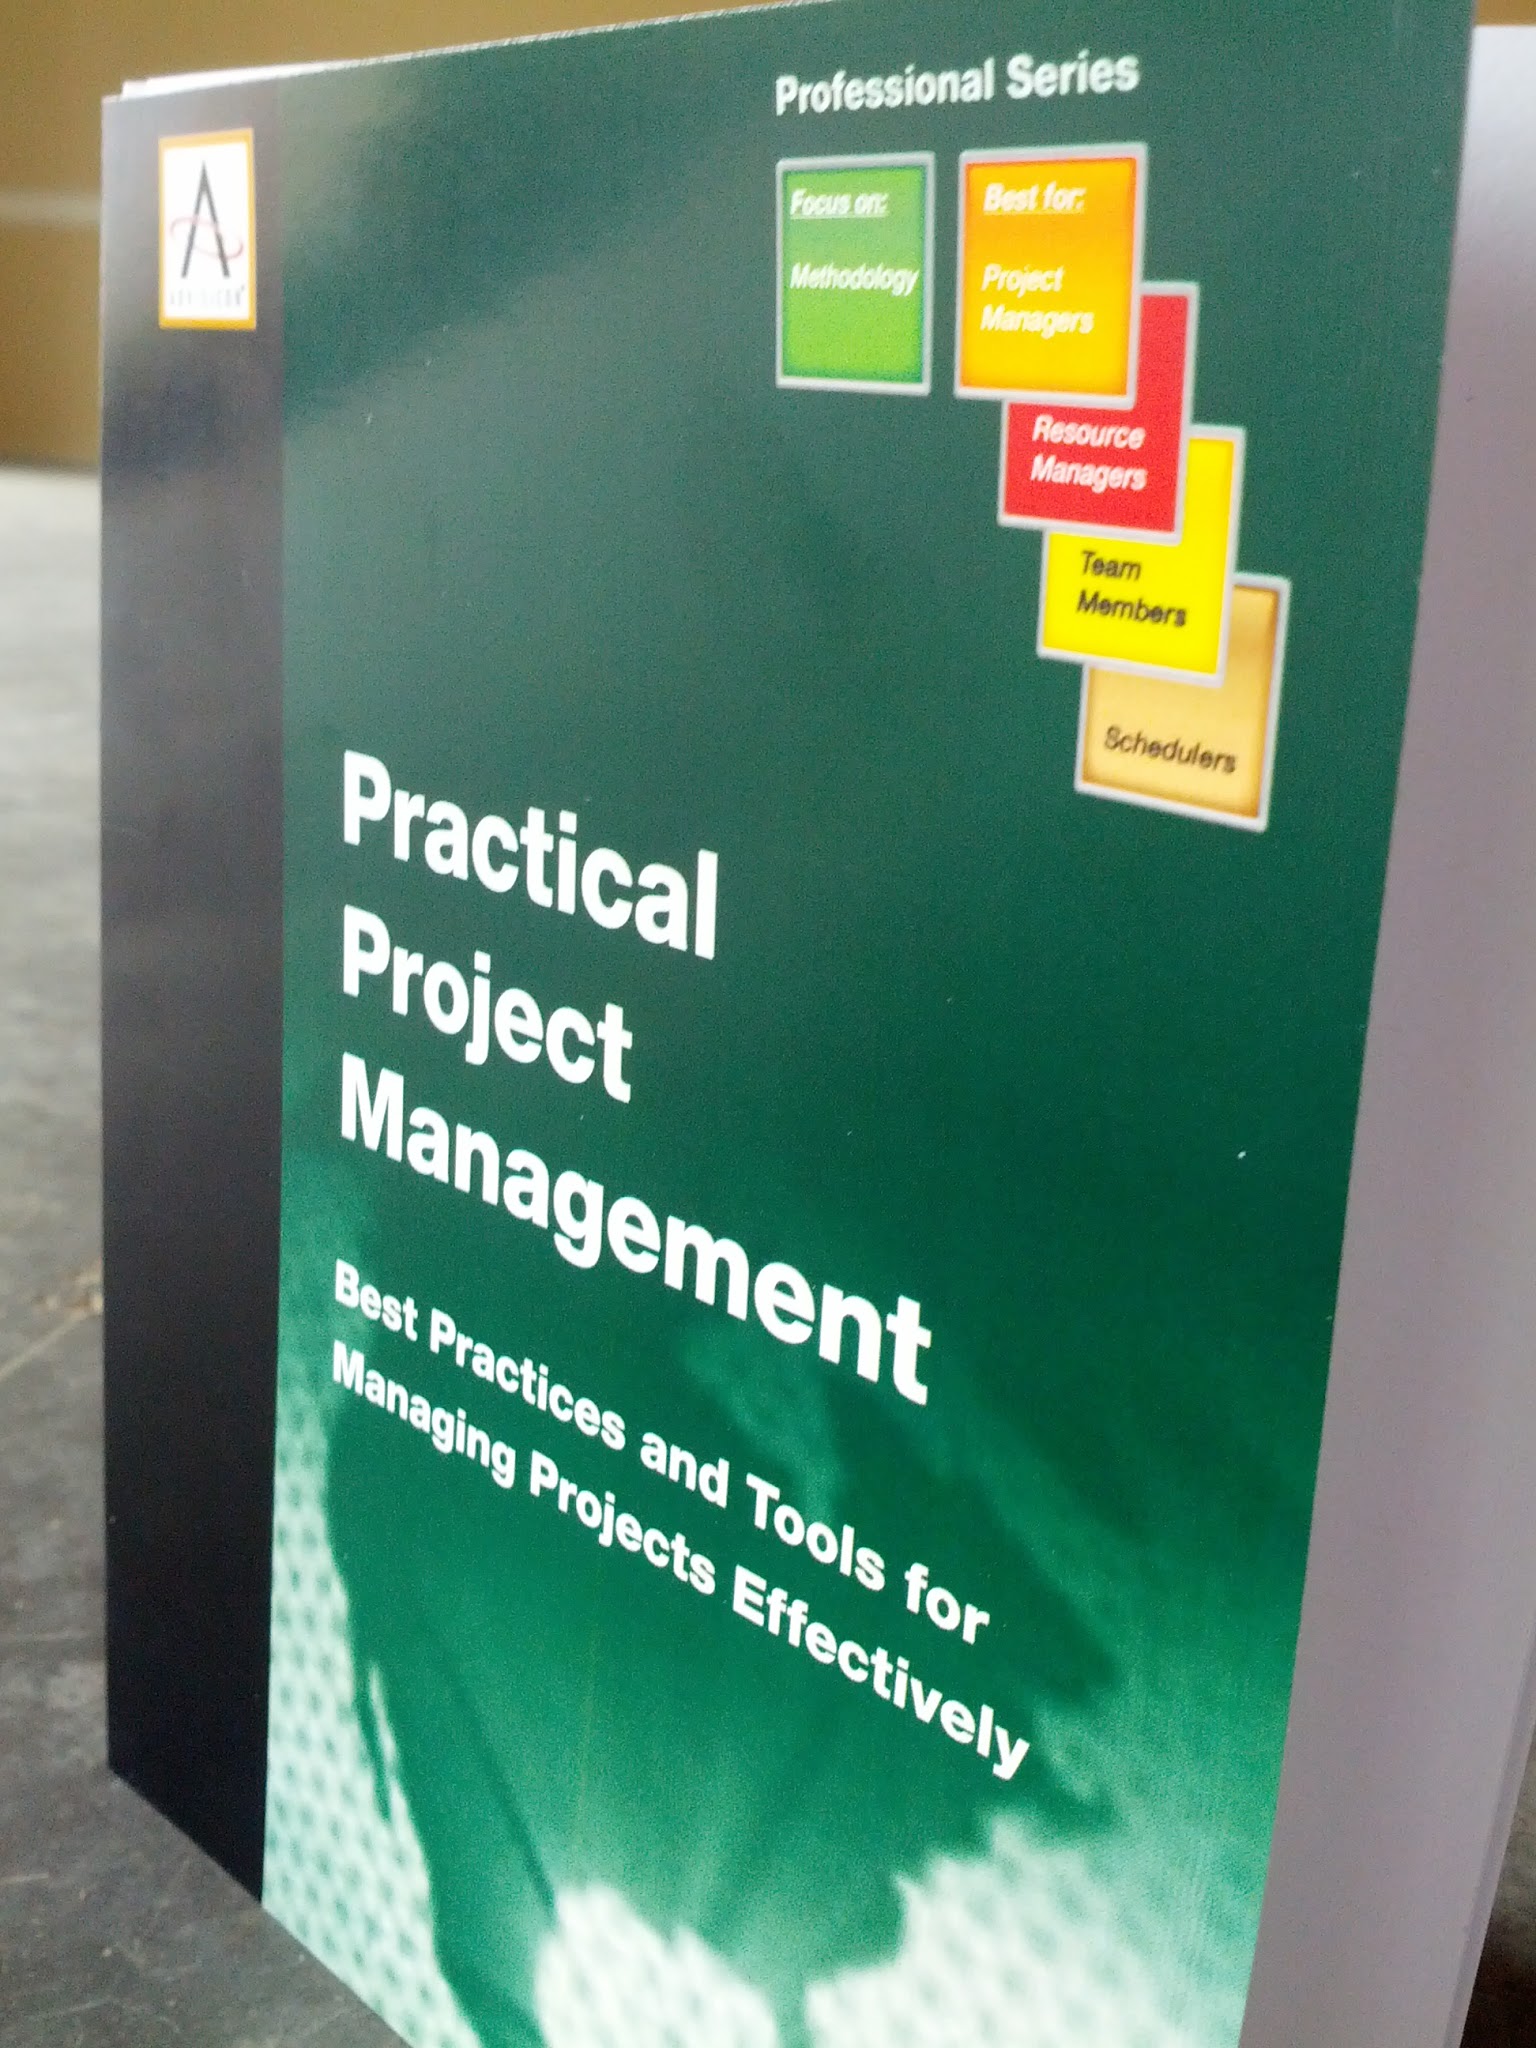 Professional Series
Focus on:
Methodology
Best for:
Project
Managers
Resource
Managers
Team
Members
Schedulers
ADVISICON
Practical
Project
Management
Best Practices and Tools for
Managing Projects Effectively